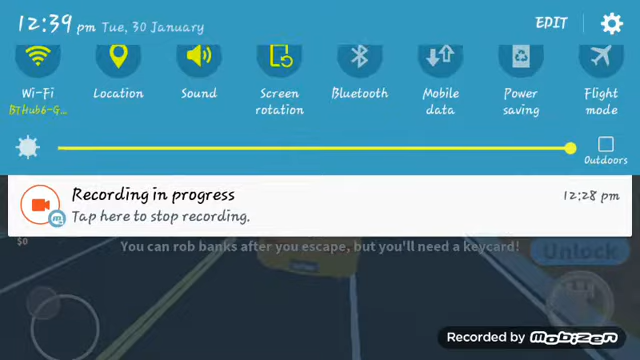 12:39 pm Tue, 30 January
EDIT
Wi-Fi
BTHub6-G...
Location
Sound
Screen rotation
Bluetooth
Mobile data
Power saving
Flight mode
Outdoors
Recording in progress
12:28 pm
Tap here to stop recording.
$0
You can rob banks after you escape, but you'll need a keycard!
Unlock
Recorded by mobizen